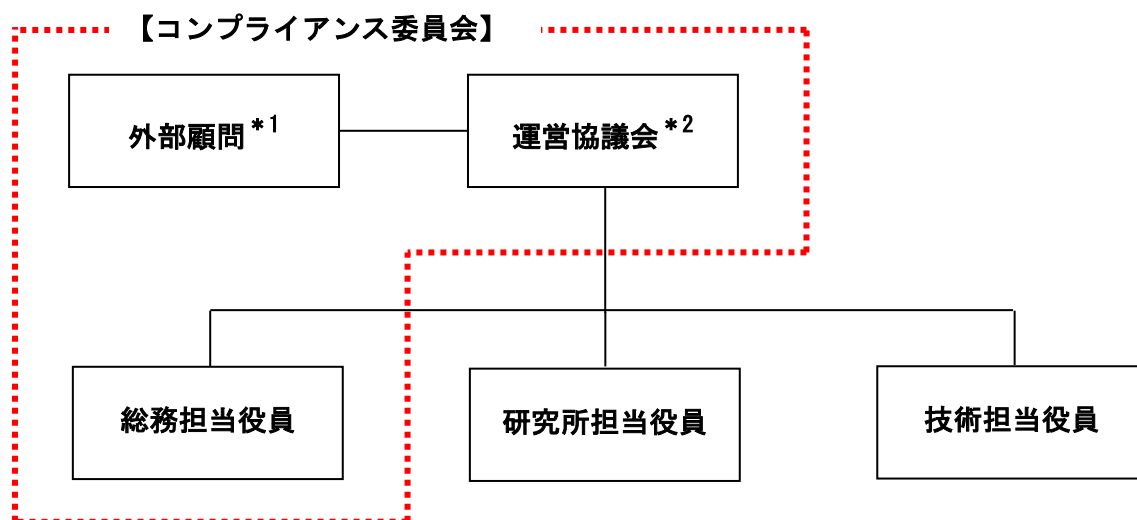 【コンプライアンス委員会】
外部顧問*1
運営協議会*2
総務担当役員
研究所担当役員
技術担当役員